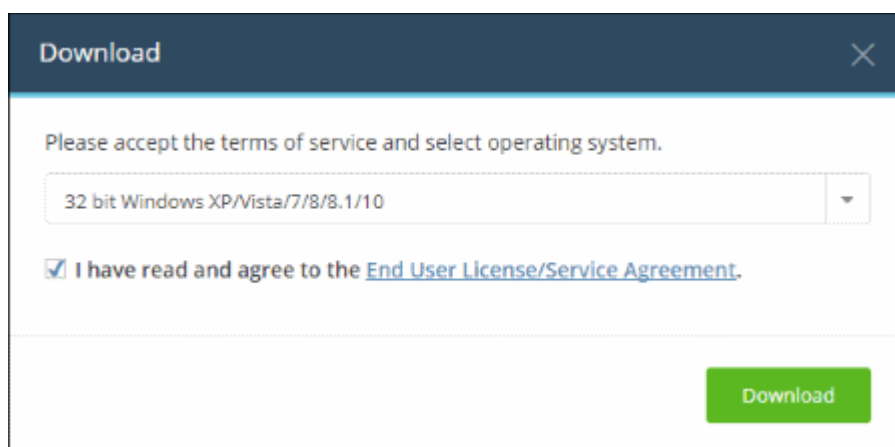 Download
Please accept the terms of service and select operating system.
32 bit Windows XP/Vista/7/8/8.1/10
I have read and agree to the End User License/Service Agreement.
Download